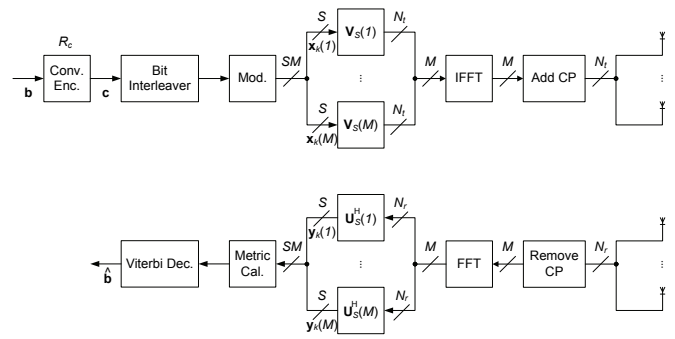 R_c
Conv. Enc.
b
c
Bit Interleaver
Mod.
SM
S
x_k(1)
V_S(1)
N_t
⋮
S
x_k(M)
V_S(M)
N_t
M
IFFT
M
Add CP
N_t
⋮
b̂
Viterbi Dec.
Metric Cal.
SM
S
y_k(1)
U_S^H(1)
N_r
⋮
S
y_k(M)
U_S^H(M)
N_r
M
FFT
M
Remove CP
N_r
⋮